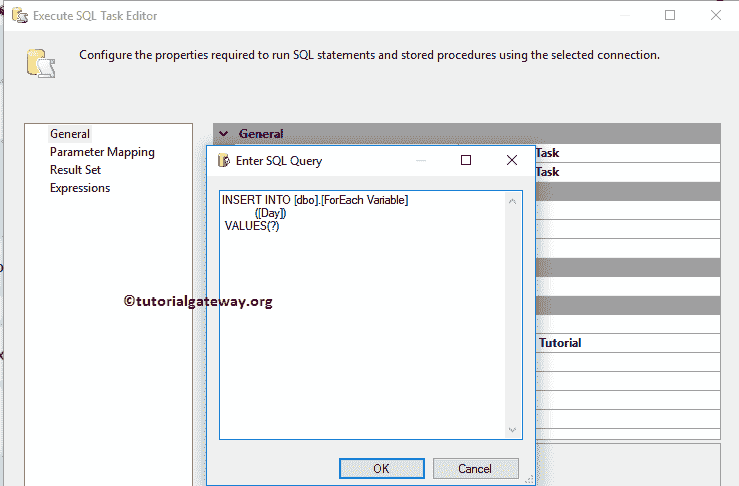 Execute SQL Task Editor
Configure the properties required to run SQL statements and stored procedures using the selected connection.
General
Parameter Mapping
Result Set
Expressions
General
Task
Task
Tutorial
Enter SQL Query
INSERT INTO [dbo].[ForEach Variable]
([Day])
VALUES(?)
©tutorialgateway.org
OK
Cancel